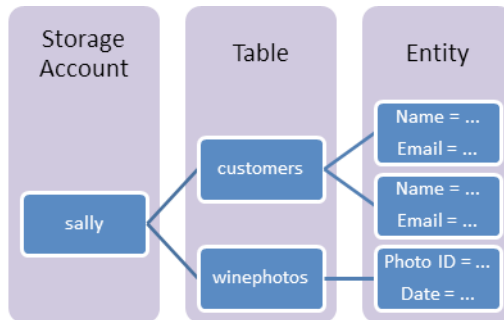 Storage
Account
Table
Entity
sally
customers
winephotos
Name = ...
Email = ...
Name = ...
Email = ...
Photo ID = ...
Date = ...